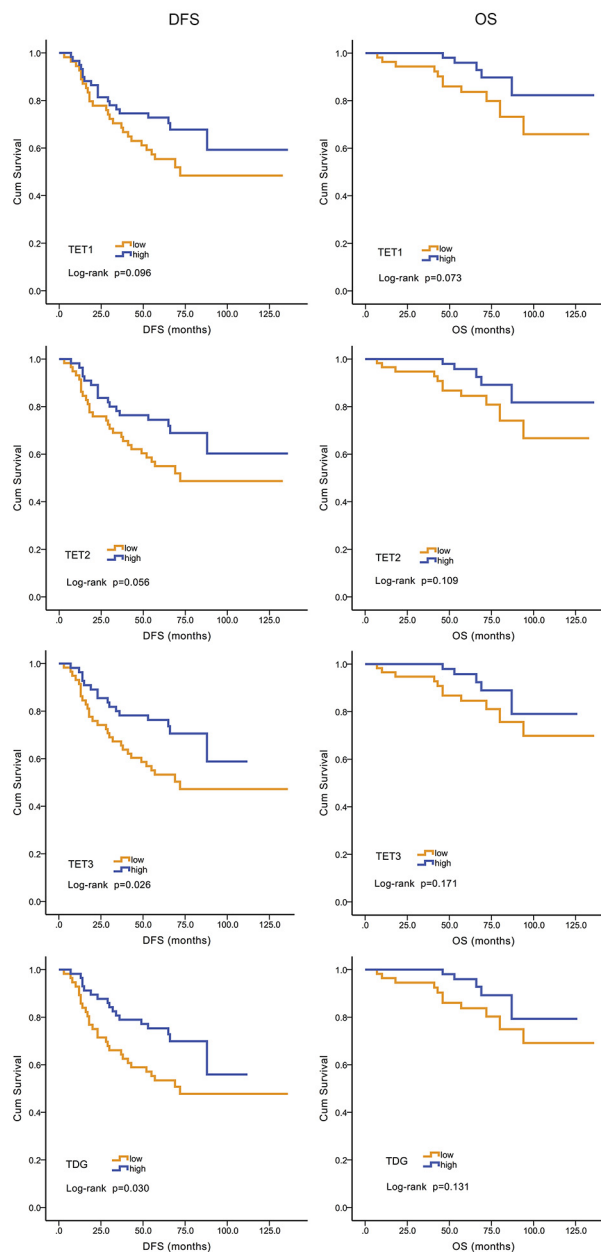 DFS
OS
1.0
0.8
0.6
0.4
0.2
0.0
Cum Survival
TET1
low
high
Log-rank p=0.096
.0 25.0 50.0 75.0 100.0 125.0
DFS (months)
1.0
0.8
0.6
0.4
0.2
0.0
Cum Survival
TET1
low
high
Log-rank p=0.073
.0 25.0 50.0 75.0 100.0 125.0
OS (months)
1.0
0.8
0.6
0.4
0.2
0.0
Cum Survival
TET2
low
high
Log-rank p=0.056
.0 25.0 50.0 75.0 100.0 125.0
DFS (months)
1.0
0.8
0.6
0.4
0.2
0.0
Cum Survival
TET2
low
high
Log-rank p=0.109
.0 25.0 50.0 75.0 100.0 125.0
OS (months)
1.0
0.8
0.6
0.4
0.2
0.0
Cum Survival
TET3
low
high
Log-rank p=0.026
.0 25.0 50.0 75.0 100.0 125.0
DFS (months)
1.0
0.8
0.6
0.4
0.2
0.0
Cum Survival
TET3
low
high
Log-rank p=0.171
.0 25.0 50.0 75.0 100.0 125.0
OS (months)
1.0
0.8
0.6
0.4
0.2
0.0
Cum Survival
TDG
low
high
Log-rank p=0.030
.0 25.0 50.0 75.0 100.0 125.0
DFS (months)
1.0
0.8
0.6
0.4
0.2
0.0
Cum Survival
TDG
low
high
Log-rank p=0.131
.0 25.0 50.0 75.0 100.0 125.0
OS (months)